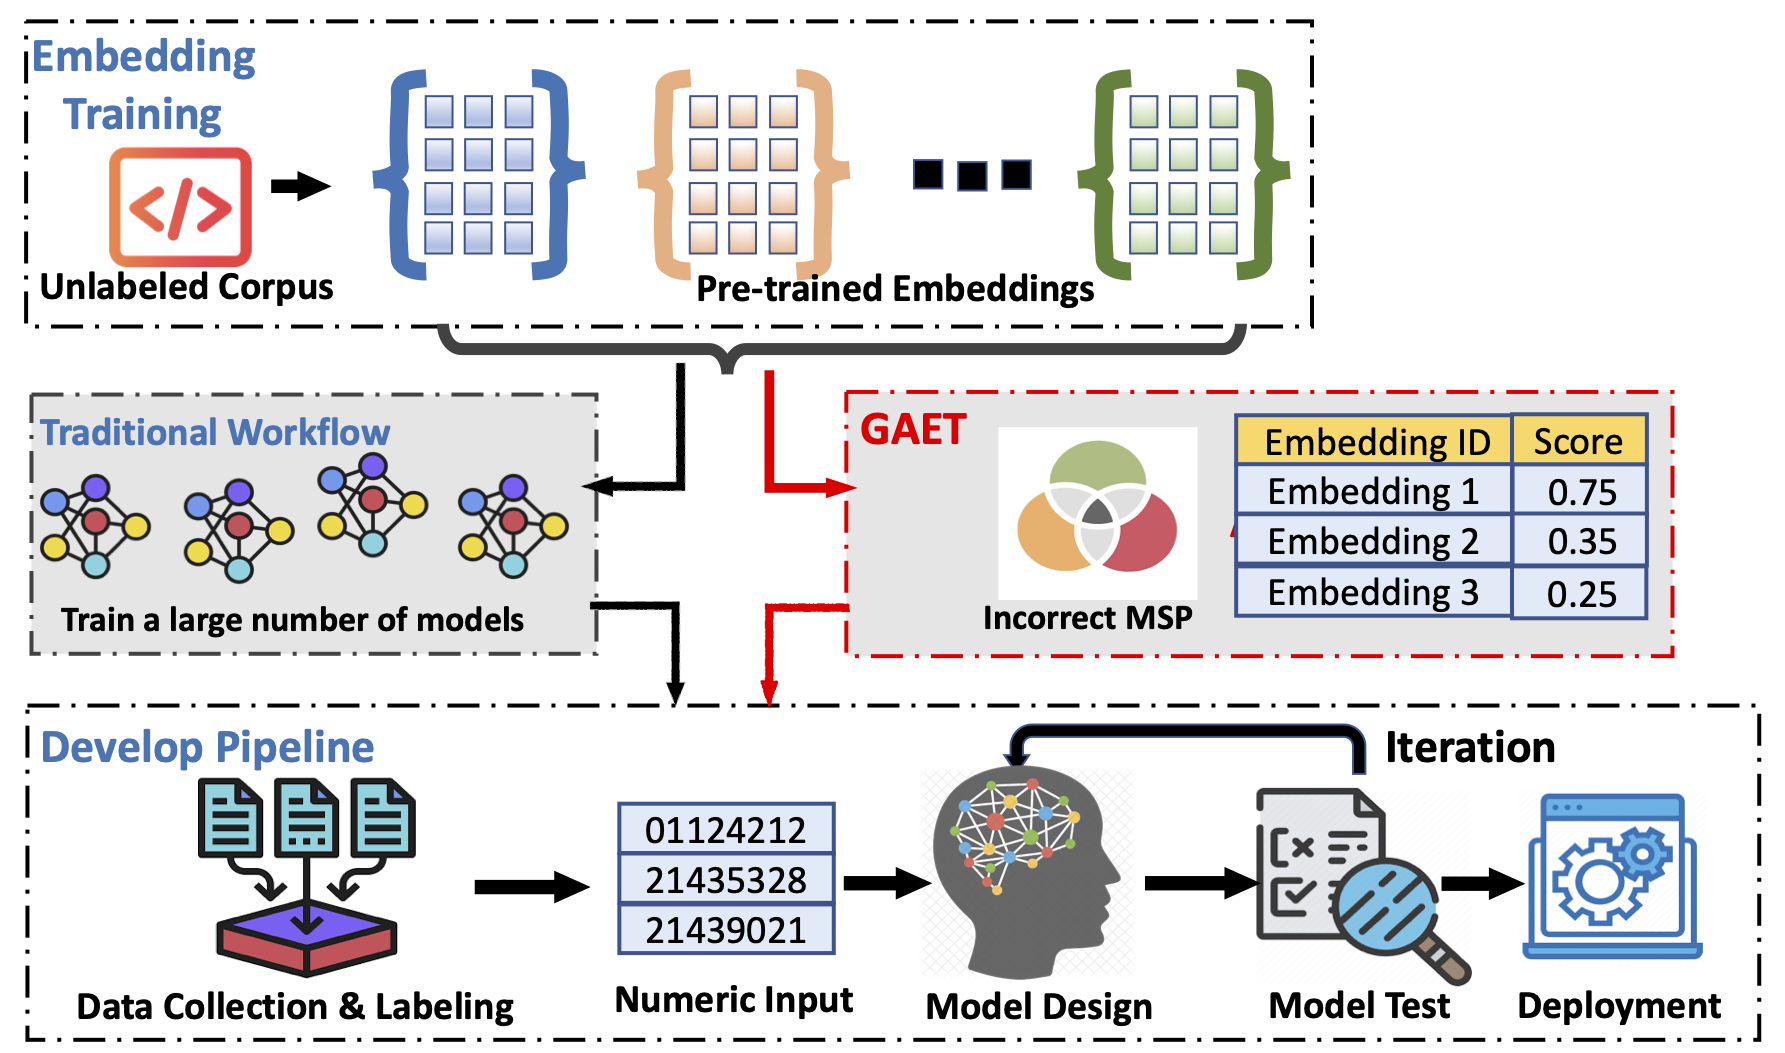 Embedding
Training
Unlabeled Corpus
Pre-trained Embeddings
Traditional Workflow
Train a large number of models
GAET
Incorrect MSP
Embedding ID Score
Embedding 1 0.75
Embedding 2 0.35
Embedding 3 0.25
Develop Pipeline
Iteration
01124212
21435328
21439021
Data Collection & Labeling
Numeric Input
Model Design
Model Test
Deployment